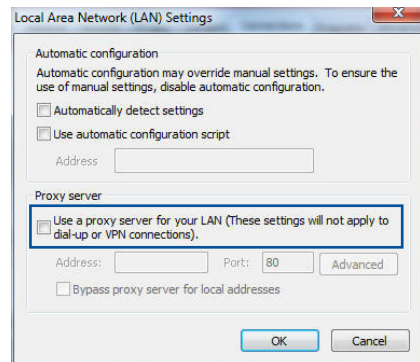 Local Area Network (LAN) Settings
Automatic configuration
Automatic configuration may override manual settings. To ensure the
use of manual settings, disable automatic configuration.
Automatically detect settings
Use automatic configuration script
Address
Proxy server
Use a proxy server for your LAN (These settings will not apply to
dial-up or VPN connections).
Address:
Port: 80
Advanced
Bypass proxy server for local addresses
OK
Cancel